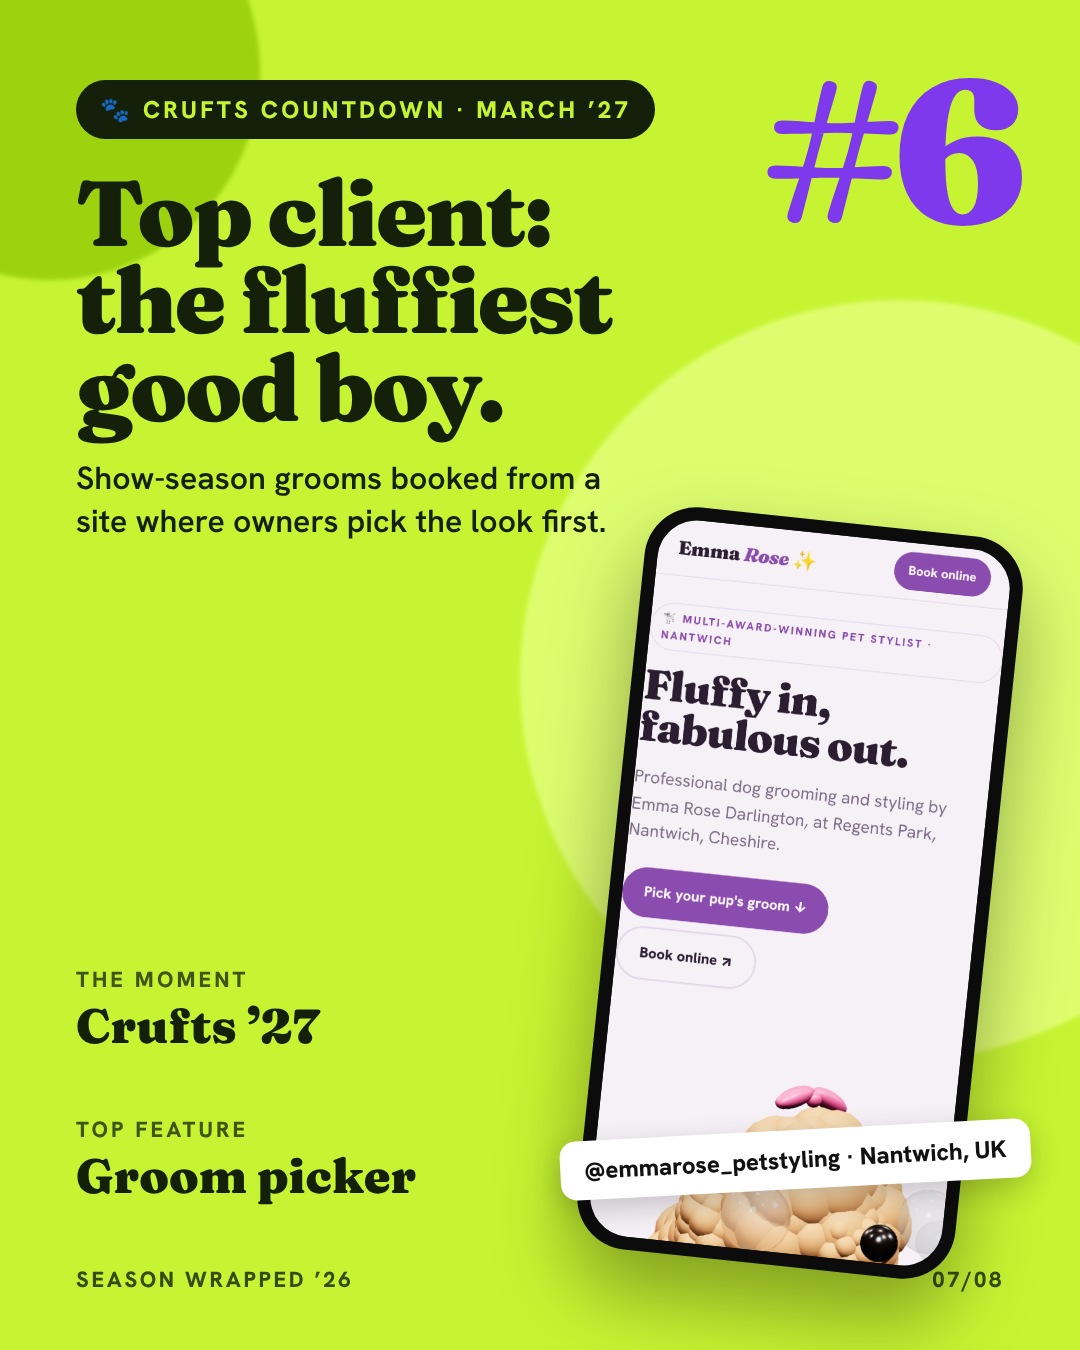 🐾 CRUFTS COUNTDOWN · MARCH ’27
#6
Top client:
the fluffiest
good boy.
Show-season grooms booked from a
site where owners pick the look first.
Emma Rose ✨
Book online
🐩 MULTI-AWARD-WINNING PET STYLIST ·
NANTWICH
Fluffy in,
fabulous out.
Professional dog grooming and styling by
Emma Rose Darlington, at Regents Park,
Nantwich, Cheshire.
Pick your pup's groom ↓
Book online ↗
THE MOMENT
Crufts ’27
TOP FEATURE
Groom picker
@emmarose_petstyling · Nantwich, UK
SEASON WRAPPED ’26
07/08